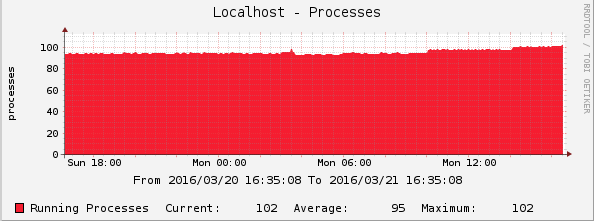 Localhost - Processes
RRDTOOL / TOBI OETIKER
processes
100
80
60
40
20
0
Sun 18:00 Mon 00:00 Mon 06:00 Mon 12:00
From 2016/03/20 16:35:08 To 2016/03/21 16:35:08
Running Processes Current: 102 Average: 95 Maximum: 102